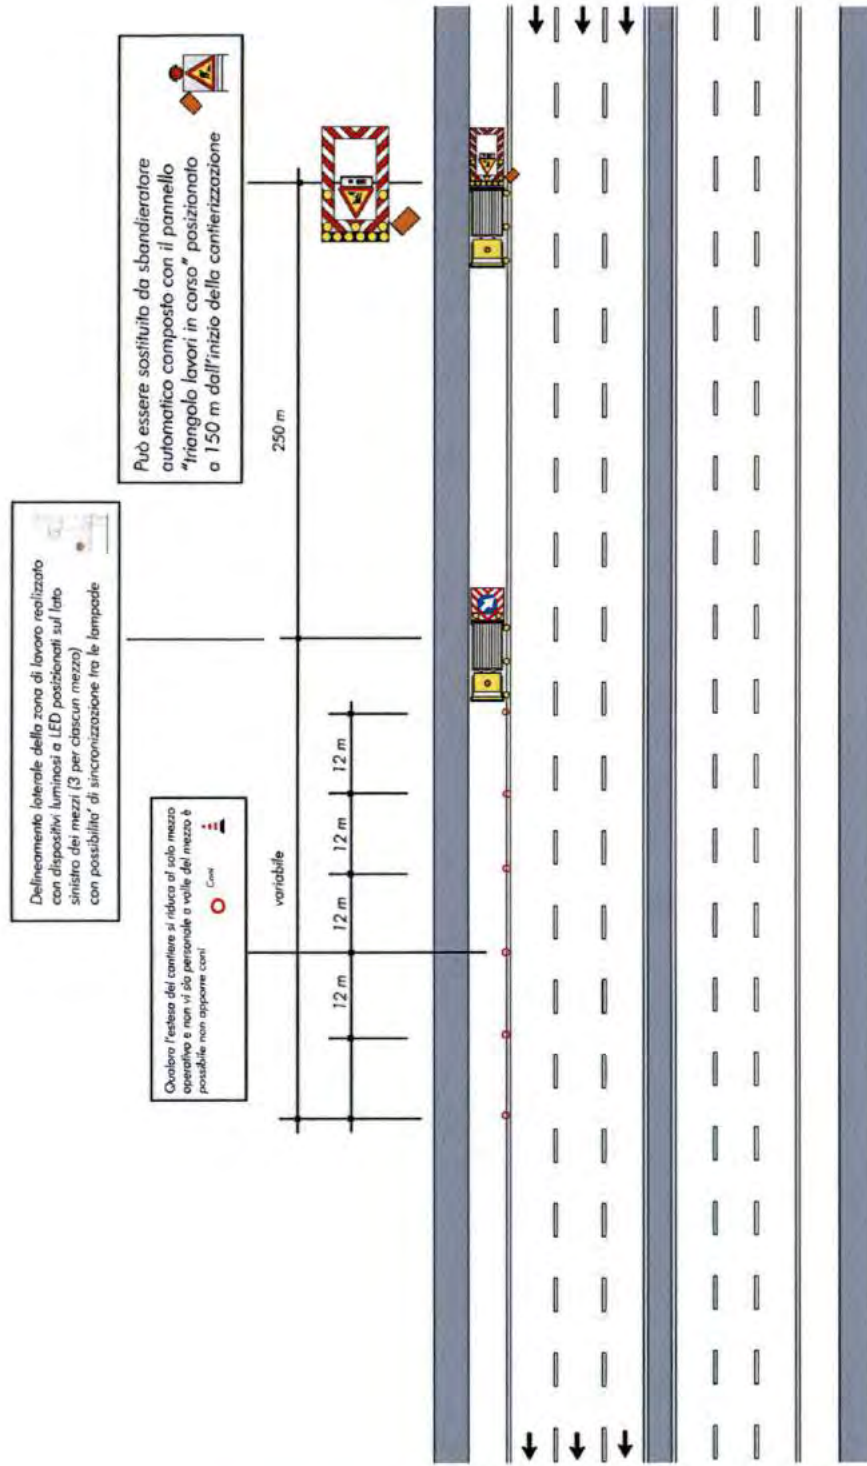 Delineamento laterale della zona di lavoro realizzato
con dispositivi luminosi a LED posizionati sul lato
sinistro dei mezzi (3 per ciascun mezzo)
con possibilita' di sincronizzazione tra le lampade
Può essere sostituito da sbandieratore
automatico composto con il pannello
"triangolo lavori in corso" posizionato
a 150 m dall'inizio della cantierizzazione
Qualora l'estesa del cantiere si riduca al solo mezzo
operativo e non vi sia personale a valle del mezzo è
possibile non apporre coni
Coni
variabile
250 m
12 m
12 m
12 m
12 m